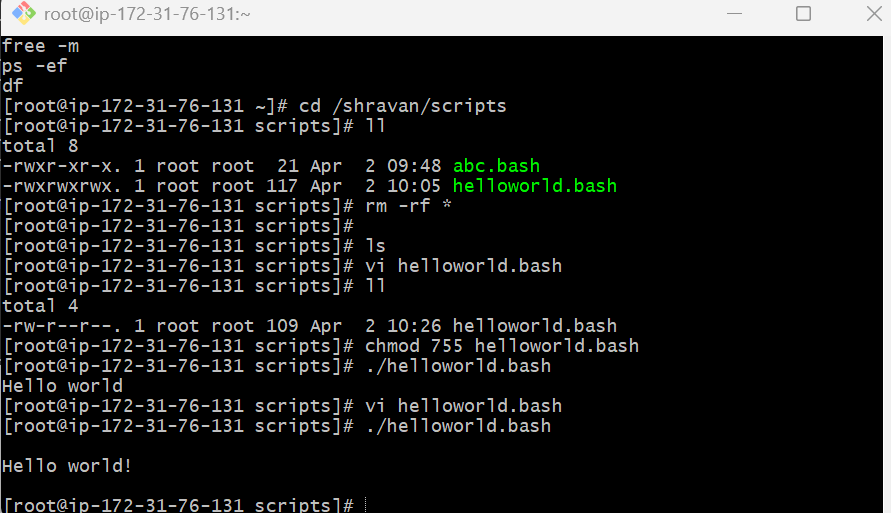 root@ip-172-31-76-131:~
free -m
ps -ef
df
[root@ip-172-31-76-131 ~]# cd /shravan/scripts
[root@ip-172-31-76-131 scripts]# ll
total 8
-rwxr-xr-x. 1 root root  21 Apr  2 09:48 abc.bash
-rwxrwxrwx. 1 root root 117 Apr  2 10:05 helloworld.bash
[root@ip-172-31-76-131 scripts]# rm -rf *
[root@ip-172-31-76-131 scripts]#
[root@ip-172-31-76-131 scripts]# ls
[root@ip-172-31-76-131 scripts]# vi helloworld.bash
[root@ip-172-31-76-131 scripts]# ll
total 4
-rw-r--r--. 1 root root 109 Apr  2 10:26 helloworld.bash
[root@ip-172-31-76-131 scripts]# chmod 755 helloworld.bash
[root@ip-172-31-76-131 scripts]# ./helloworld.bash
Hello world
[root@ip-172-31-76-131 scripts]# vi helloworld.bash
[root@ip-172-31-76-131 scripts]# ./helloworld.bash
Hello world!
[root@ip-172-31-76-131 scripts]#